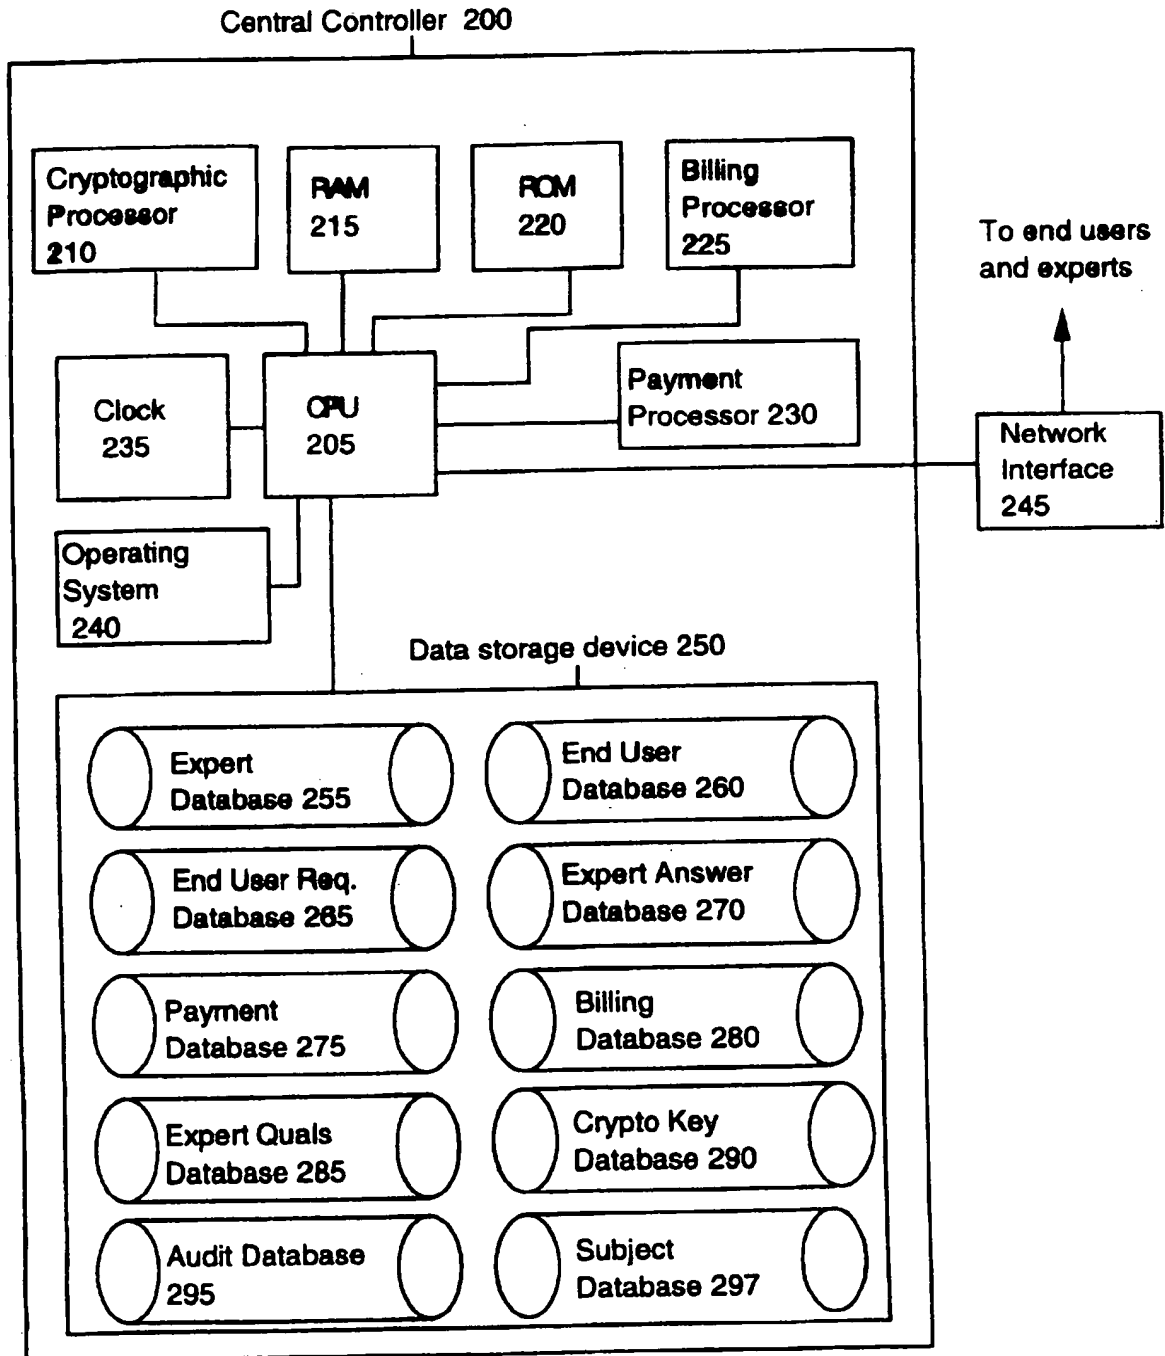 Central Controller 200
Cryptographic
Processor
210
RAM
215
ROM
220
Billing
Processor
225
To end users
and experts
Clock
235
CPU
205
Payment
Processor 230
Network
Interface
245
Operating
System
240
Data storage device 250
Expert
Database 255
End User
Database 260
End User Req.
Database 265
Expert Answer
Database 270
Payment
Database 275
Billing
Database 280
Expert Quals
Database 285
Crypto Key
Database 290
Audit Database
295
Subject
Database 297